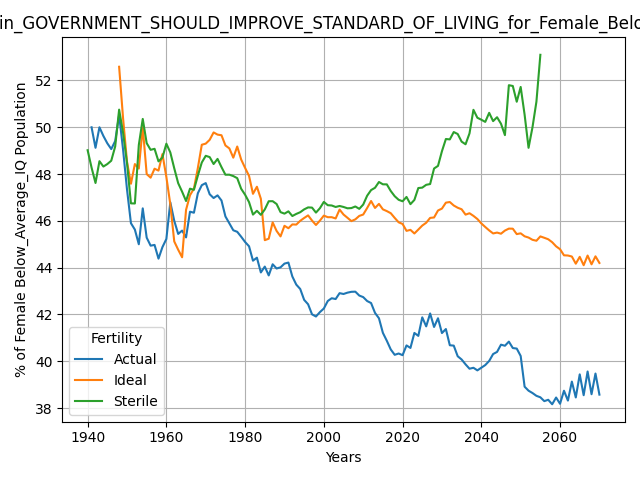 in_GOVERNMENT_SHOULD_IMPROVE_STANDARD_OF_LIVING_for_Female_Belo
% of Female Below_Average_IQ Population
52
50
48
46
44
42
40
38
Fertility
Actual
Ideal
Sterile
1940 1960 1980 2000 2020 2040 2060
Years